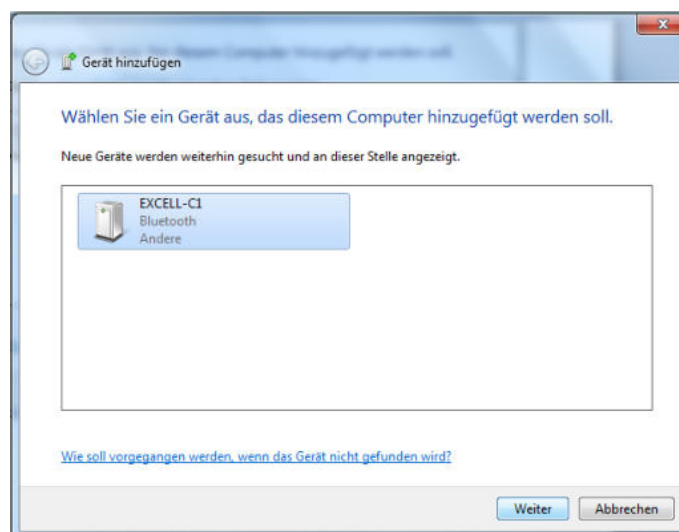 Gerät hinzufügen
Wählen Sie ein Gerät aus, das diesem Computer hinzugefügt werden soll.
Neue Geräte werden weiterhin gesucht und an dieser Stelle angezeigt.
EXCELL-C1
Bluetooth
Andere
Wie soll vorgegangen werden, wenn das Gerät nicht gefunden wird?
Weiter
Abbrechen